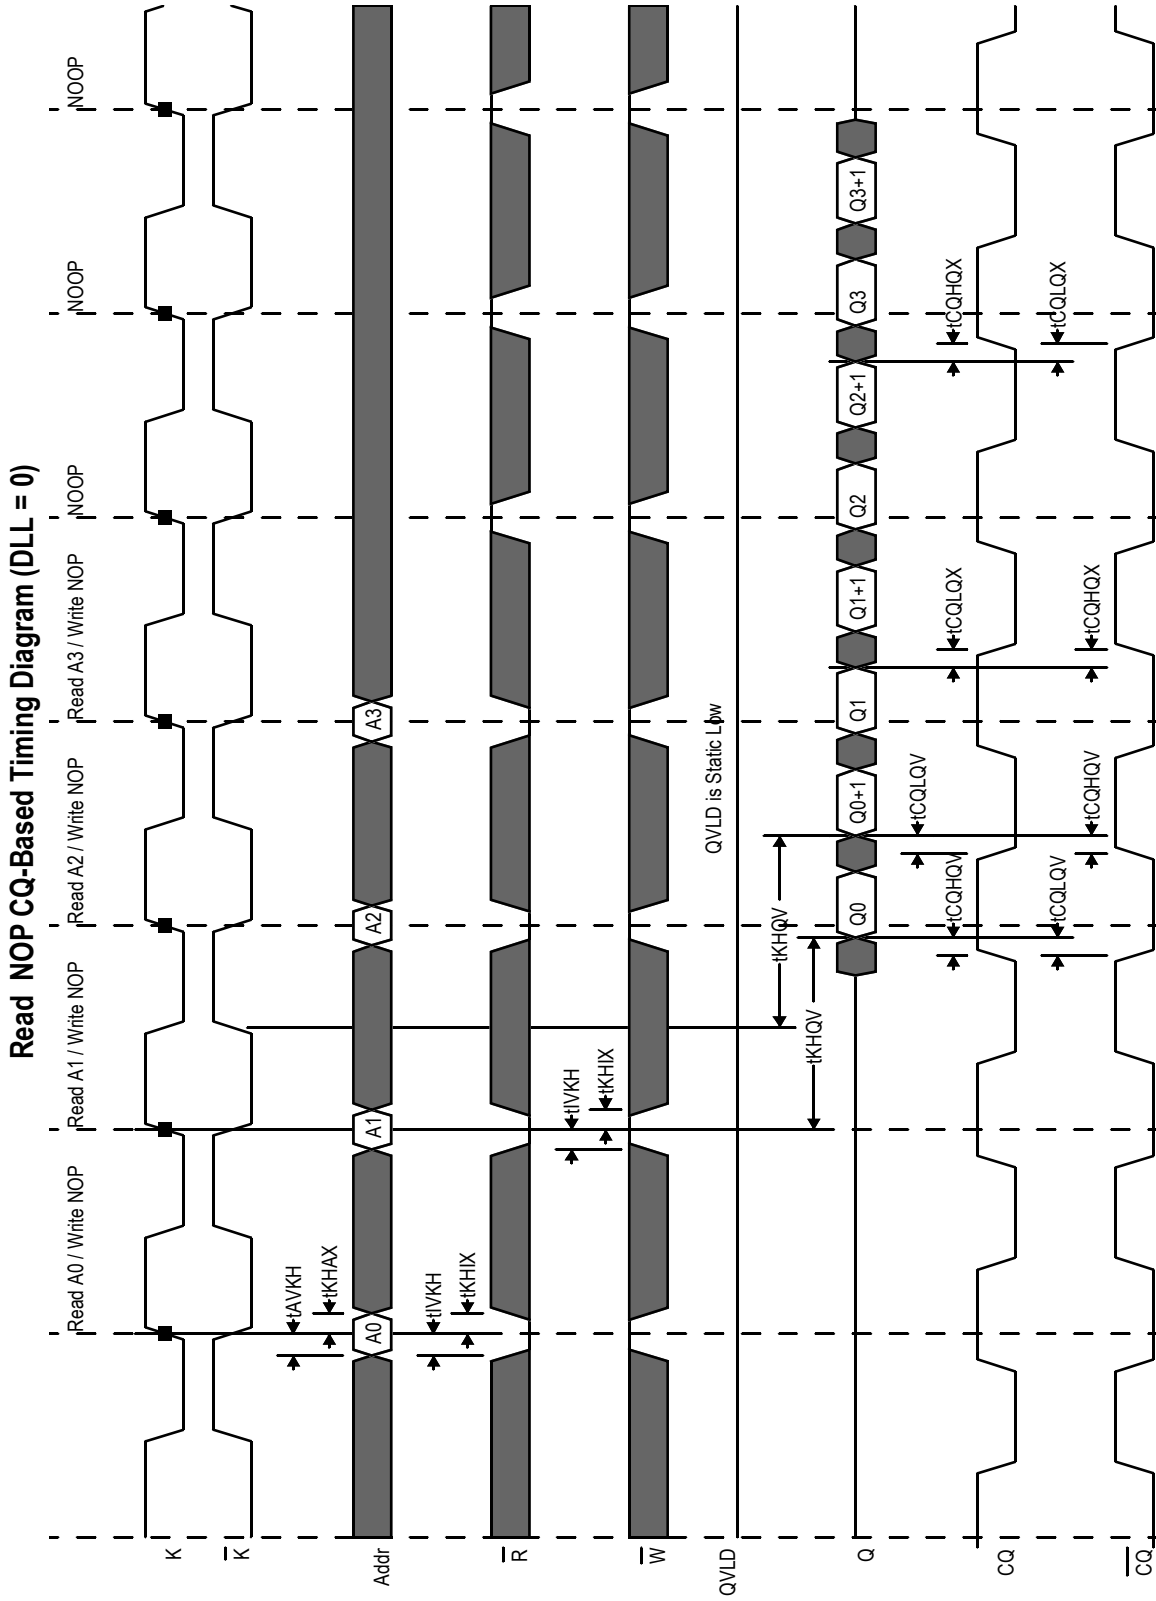 Read NOP CQ-Based Timing Diagram (DLL = 0)
Read A0 / Write NOP
Read A1 / Write NOP
Read A2 / Write NOP
Read A3 / Write NOP
NOOP
NOOP
NOOP
K
K
tAVKH
tKHAX
Addr
A0
A1
A2
A3
tIVKH
tKHIX
R
tIVKH
tKHIX
W
QVLD is Static Low
QVLD
tKHQV
tKHQV
Q
Q0
Q0+1
Q1
Q1+1
Q2
Q2+1
Q3
Q3+1
tCQLQV
tCQHQV
tCQLQX
tCQHQX
CQ
tCQLQV
tCQHQV
tCQHQX
tCQLQX
CQ